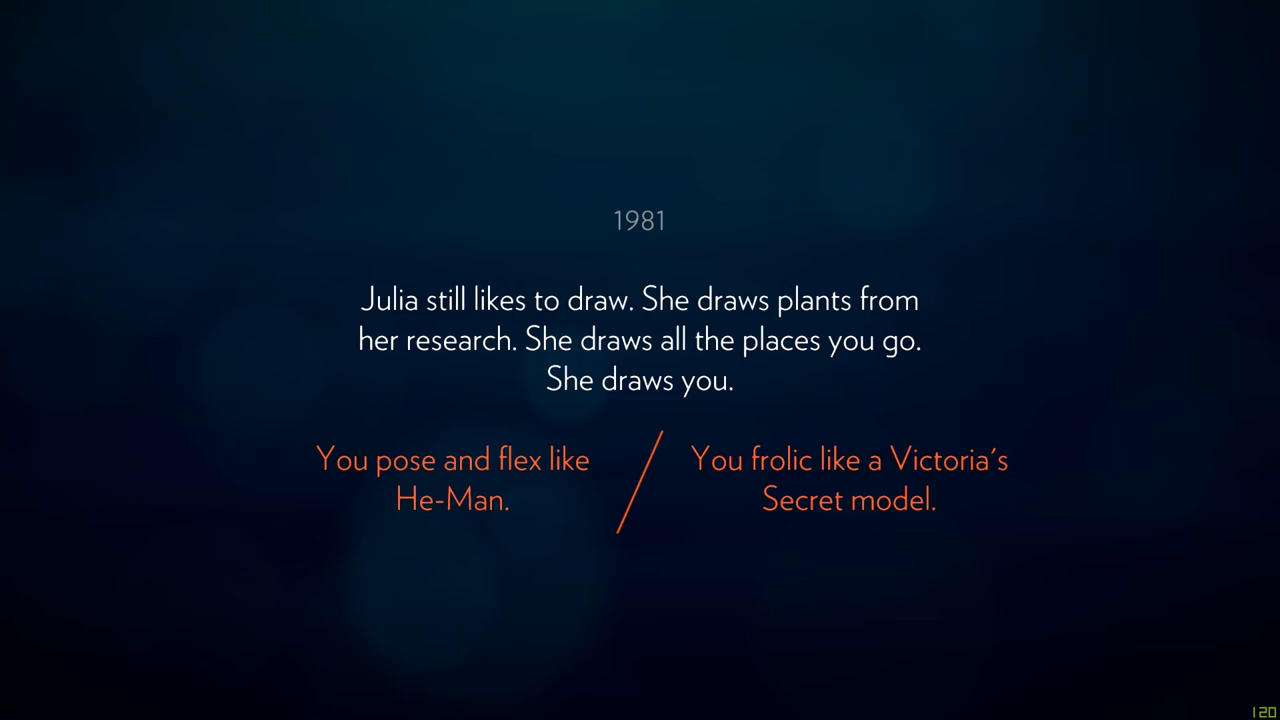 1981
Julia still likes to draw. She draws plants from
her research. She draws all the places you go.
She draws you.
You pose and flex like
He-Man.
You frolic like a Victoria's
Secret model.
120